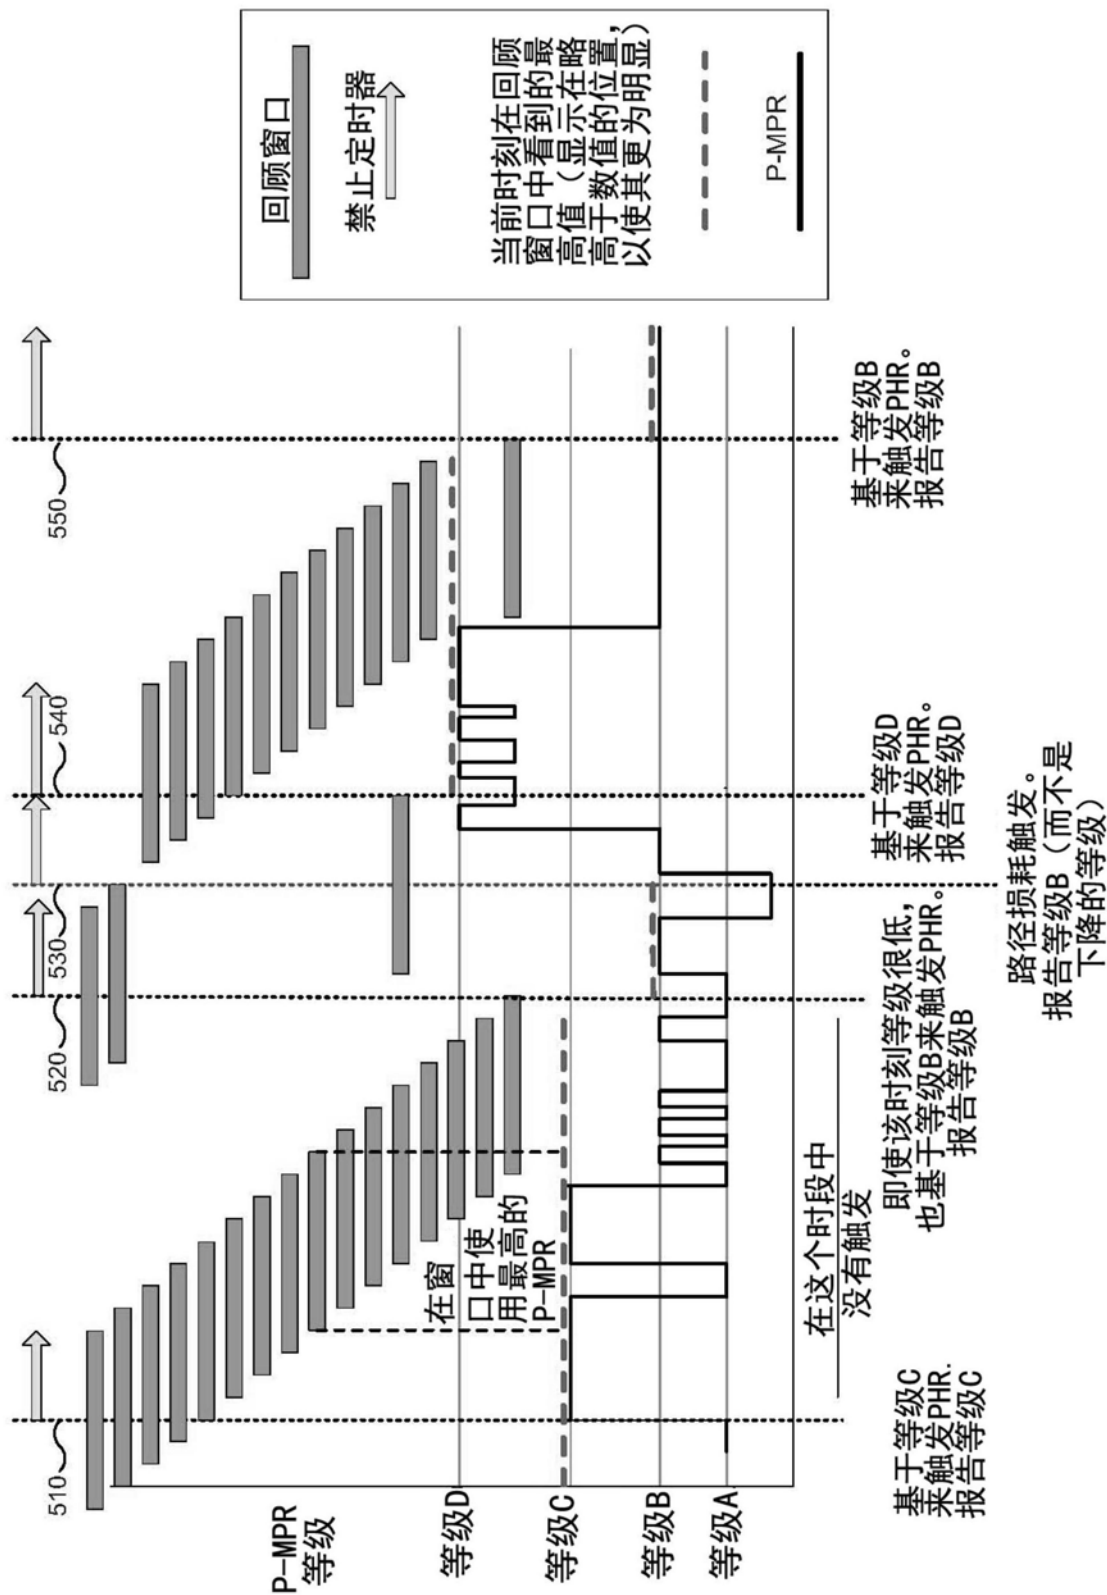 510
520
530
540
550
P-MPR
等级
等级D
等级C
等级B
等级A
在窗
口中使
用最高的
P-MPR
在这个时段中
没有触发
基于等级C
来触发PHR.
报告等级C
即使该时刻等级很低，
也基于等级B来触发PHR。
报告等级B
路径损耗触发。
报告等级B（而不是
下降的等级）
基于等级D
来触发PHR。
报告等级D
基于等级B
来触发PHR。
报告等级B
回顾窗口
禁止定时器
当前时刻在回顾
窗口中看到的最
高值（显示在略
高于数值的位置，
以使其更为明显）
P-MPR